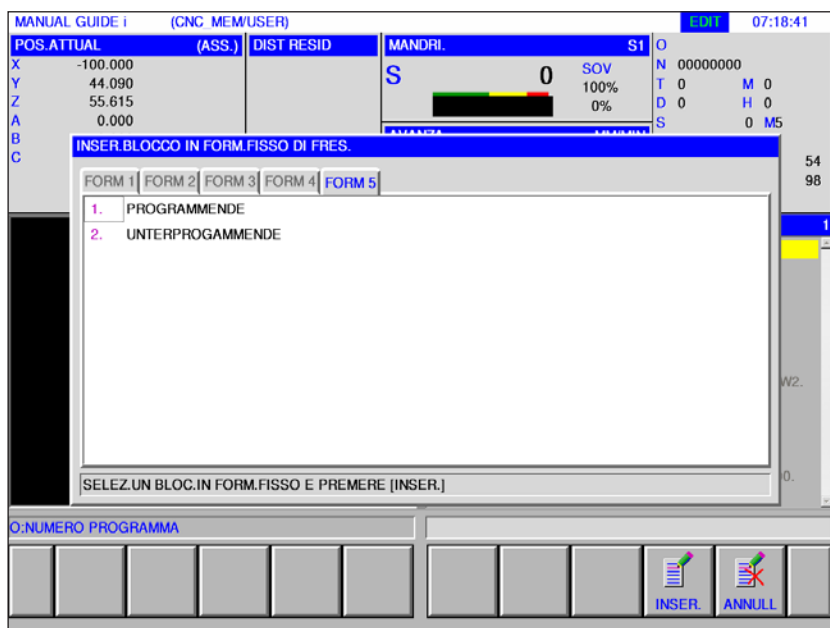 MANUAL GUIDE i (CNC_MEM/USER) EDIT 07:18:41
POS.ATTUAL (ASS.) DIST RESID MANDRI. S1 O
X -100.000 S 0 SOV N 00000000
Y 44.090 100% T 0 M 0
Z 55.615 0% D 0 H 0
A 0.000 S 0 M5
B
C 54
98
INSER.BLOCCO IN FORM.FISSO DI FRES.
FORM 1 FORM 2 FORM 3 FORM 4 FORM 5
1. PROGRAMMENDE
2. UNTERPROGAMMENDE
1
W2.
0.
SELEZ.UN BLOC.IN FORM.FISSO E PREMERE [INSER.]
O:NUMERO PROGRAMMA
INSER. ANNULL